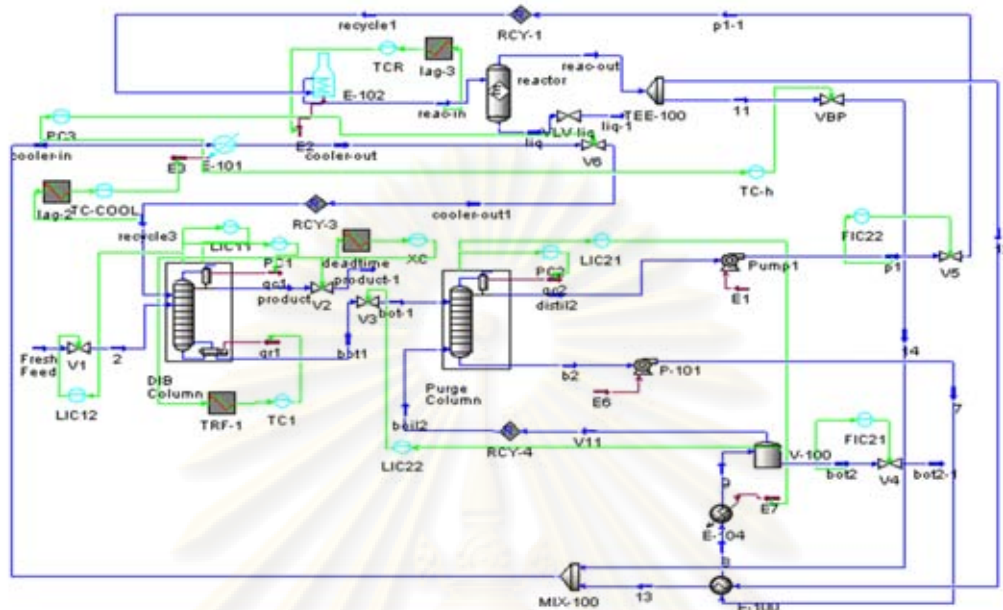 recycle1
RCY-1
p1-1
TCR
lag-3
reactor
reac-out
E-102
reac-in
TEE-100
11
VBP
PC3
E2
VLV-liq
liq-1
liq
V6
cooler-in
E3
E-101
cooler-out
TC-h
lag-2
TC-COOL
RCY-3
cooler-out1
recycle3
LIC11
PC1
deadtime
XC
LIC21
FIC22
qc1
product-1
PC2
product
V2
qc2
distil2
Pump1
p1
V5
V3
bot-1
E1
Fresh
Feed
V1
2
qr1
bot1
14
DIB
Column
b2
P-101
LIC12
TRF-1
TC1
Purge
Column
E6
7
boil2
V11
FIC21
LIC22
RCY-4
V-100
bot2
V4
bot2-1
E7
E-104
MIX-100
13
E-100